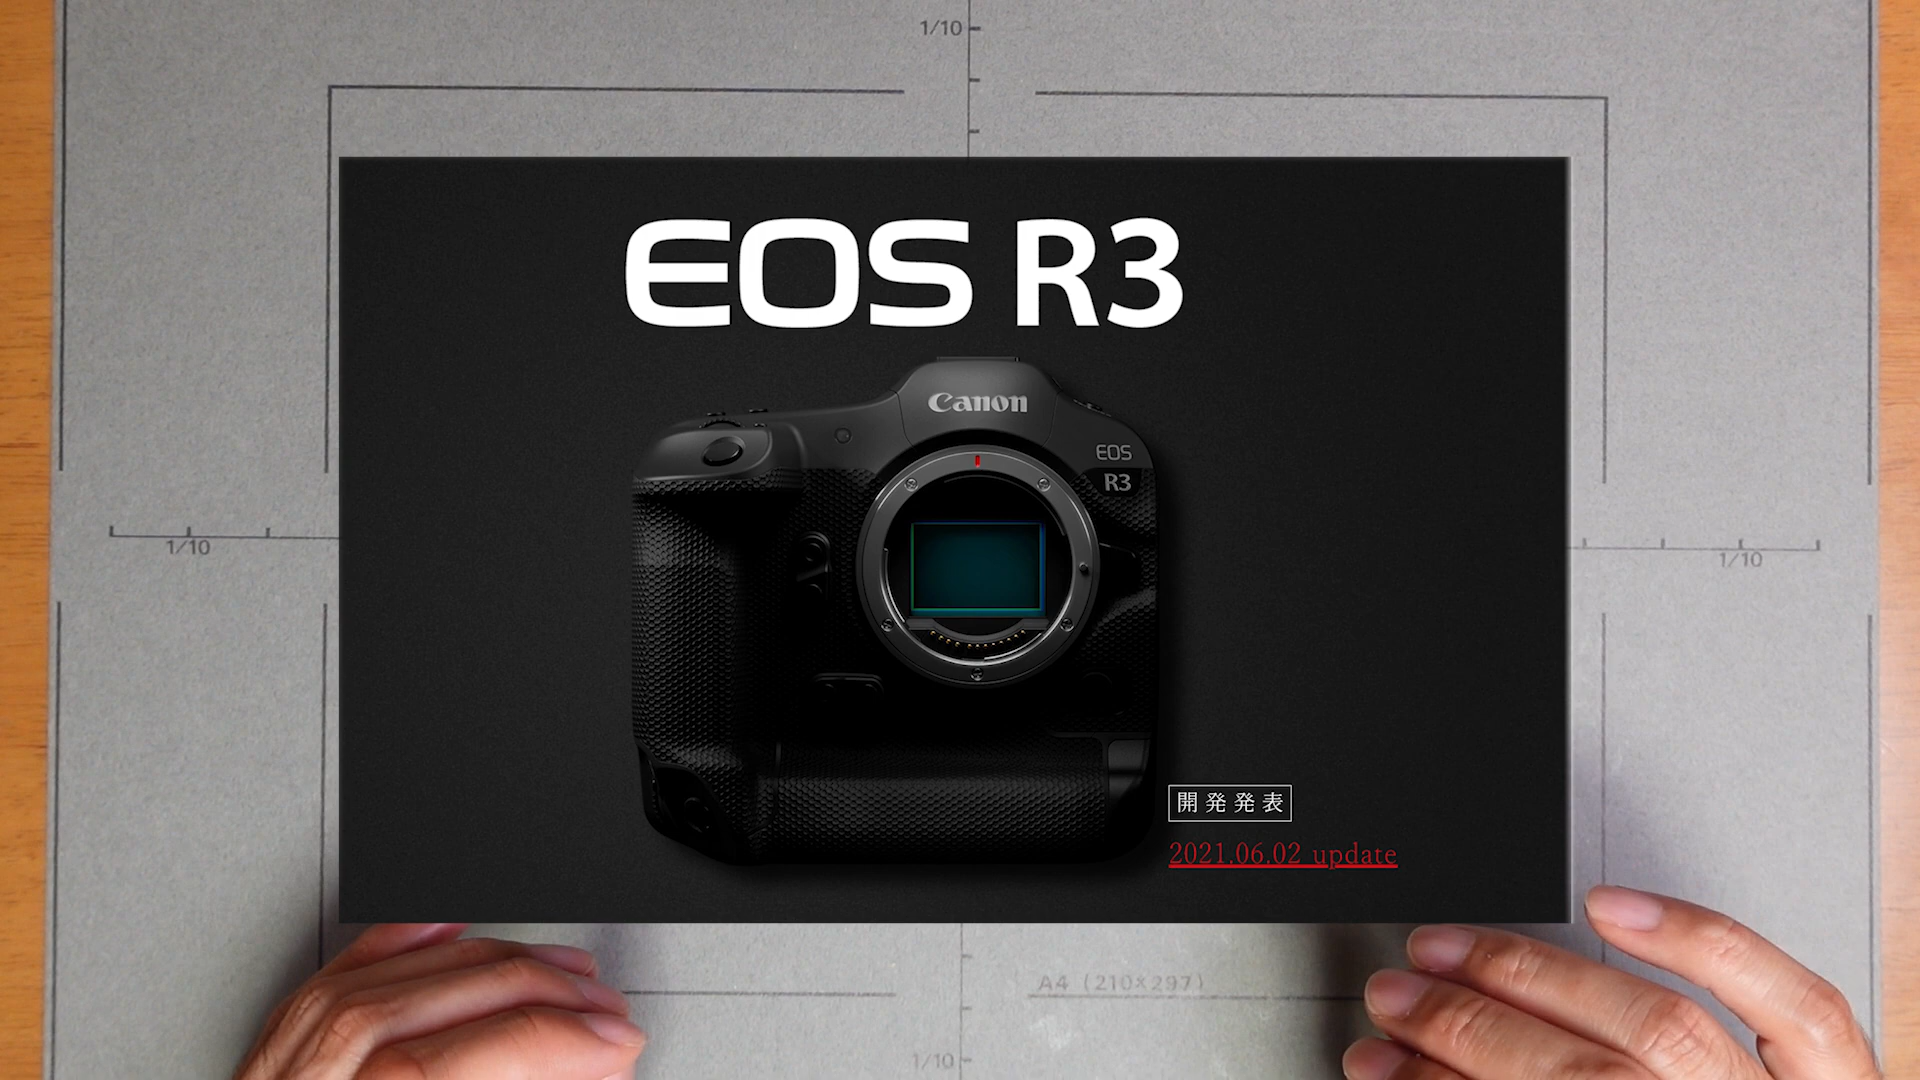 1/10
EOS R3
Canon
EOS
R3
1/10
1/10
開発発表
2021.06.02 update
A4 (210×297)
1/10